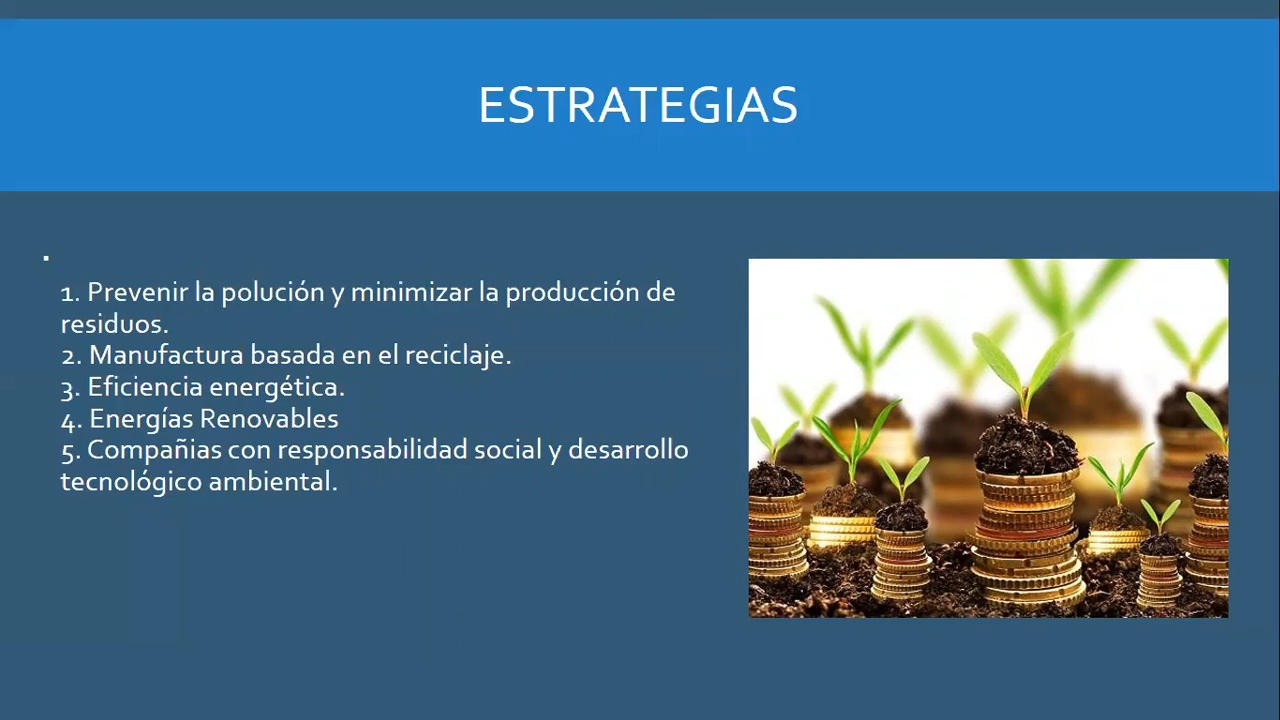 ESTRATEGIAS
1. Prevenir la polución y minimizar la producción de
residuos.
2. Manufactura basada en el reciclaje.
3. Eficiencia energética.
4. Energías Renovables
5. Compañias con responsabilidad social y desarrollo
tecnológico ambiental.